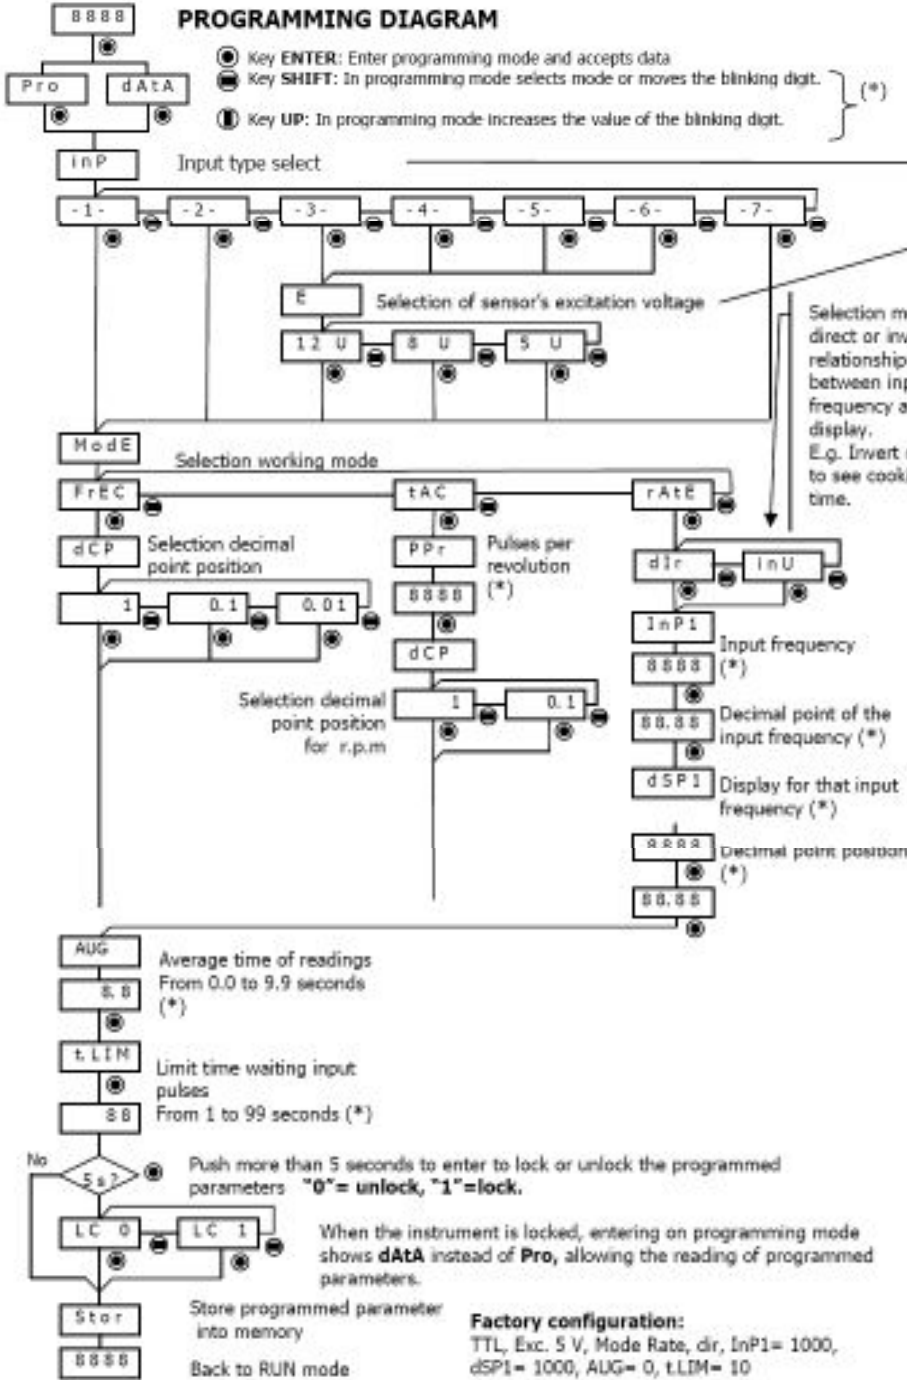 8888
PROGRAMMING DIAGRAM
Key ENTER: Enter programming mode and accepts data
Key SHIFT: In programming mode selects mode or moves the blinking digit.
(*)
Key UP: In programming mode increases the value of the blinking digit.
Pro dAtA
inP
Input type select
-1- -2- -3- -4- -5- -6- -7-
E
Selection of sensor's excitation voltage
12 U 8 U 5 U
Selection
direct or
relationship
between
frequency
display.
E.g. Invert
to see
time.
ModE
Selection working mode
FrEC tAC rAtE
dCP
Selection decimal
point position
1 0.1 0.01
PPr
Pulses per
revolution
(*)
8888
dCP
Selection decimal
point position
for r.p.m
1 0.1
dIr inU
InP1
Input frequency
(*)
8888
88.88
Decimal point of the
input frequency (*)
dSP1
Display for that input
frequency (*)
8888
Decimal point position
(*)
88.88
AUG
Average time of readings
From 0.0 to 9.9 seconds
(*)
8.8
t.LIM
Limit time waiting input
pulses
From 1 to 99 seconds (*)
88
No
5s?
Push more than 5 seconds to enter to lock or unlock the programmed
parameters "0"= unlock, "1"=lock.
LC 0 LC 1
When the instrument is locked, entering on programming mode
shows dAtA instead of Pro, allowing the reading of programmed
parameters.
Stor
Store programmed parameter
into memory
8888
Back to RUN mode
Factory configuration:
TTL, Exc. 5 V, Mode Rate, dir, InP1= 1000,
dSP1= 1000, AUG= 0, t.LIM= 10